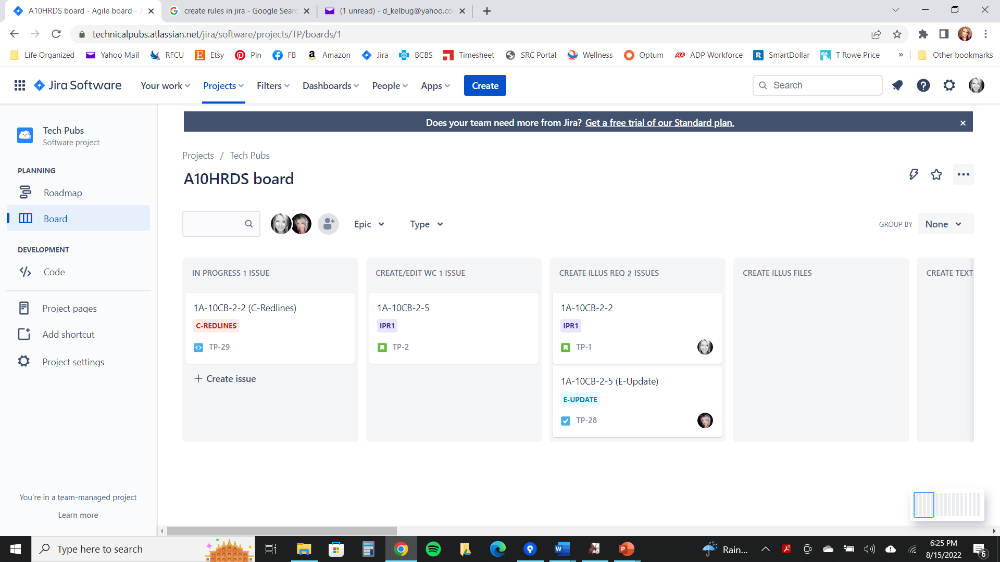 A10HRDS board - Agile board - J
create rules in jira - Google Searc
(1 unread) - d_kelbug@yahoo.co
technicalpubs.atlassian.net/jira/software/projects/TP/boards/1
Life Organized
Yahoo Mail
RFCU
Etsy
Pin
FB
Amazon
Jira
BCBS
Timesheet
SRC Portal
Wellness
Optum
ADP Workforce
SmartDollar
T Rowe Price
»
Other bookmarks
Jira Software
Your work
Projects
Filters
Dashboards
People
Apps
Create
Search
Tech Pubs
Software project
PLANNING
Roadmap
Board
DEVELOPMENT
Code
Project pages
Add shortcut
Project settings
You're in a team-managed project
Learn more
Does your team need more from Jira? Get a free trial of our Standard plan.
Projects / Tech Pubs
A10HRDS board
Epic
Type
GROUP BY
None
IN PROGRESS 1 ISSUE
1A-10CB-2-2 (C-Redlines)
C-REDLINES
TP-29
+ Create issue
CREATE/EDIT WC 1 ISSUE
1A-10CB-2-5
IPR1
TP-2
CREATE ILLUS REQ 2 ISSUES
1A-10CB-2-2
IPR1
TP-1
1A-10CB-2-5 (E-Update)
E-UPDATE
TP-28
CREATE ILLUS FILES
CREATE TEXT
Type here to search
Rain...
6:25 PM
8/15/2022
6